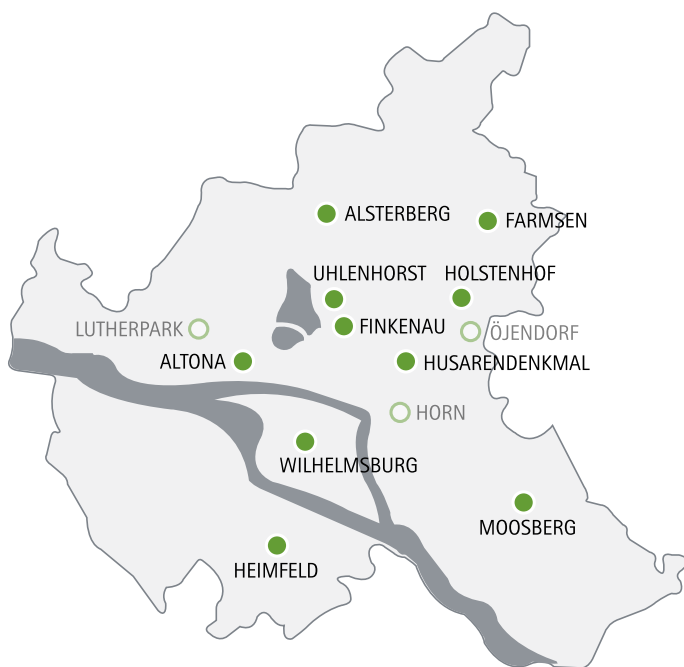 ALSTERBERG
FARMSEN
UHLENHORST
HOLSTENHOF
LUTHERPARK
FINKENAU
ÖJENDORF
ALTONA
HUSARENDENKMAL
HORN
WILHELMSBURG
MOOSBERG
HEIMFELD